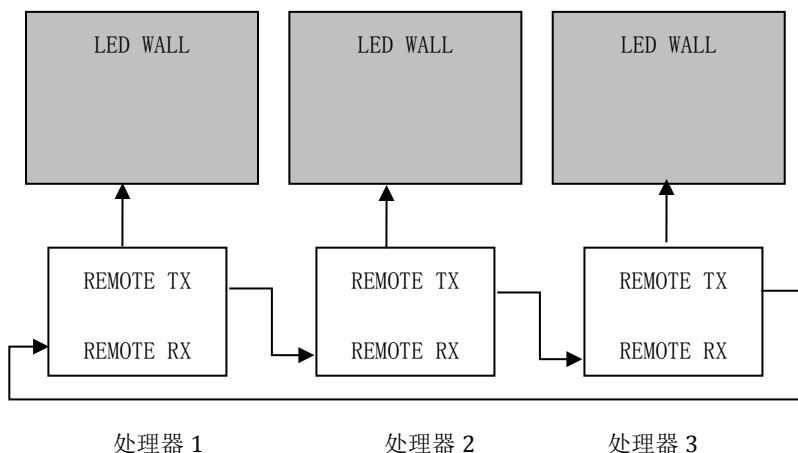 LED WALL
LED WALL
LED WALL
REMOTE TX
REMOTE TX
REMOTE TX
REMOTE RX
REMOTE RX
REMOTE RX
处理器 1
处理器 2
处理器 3